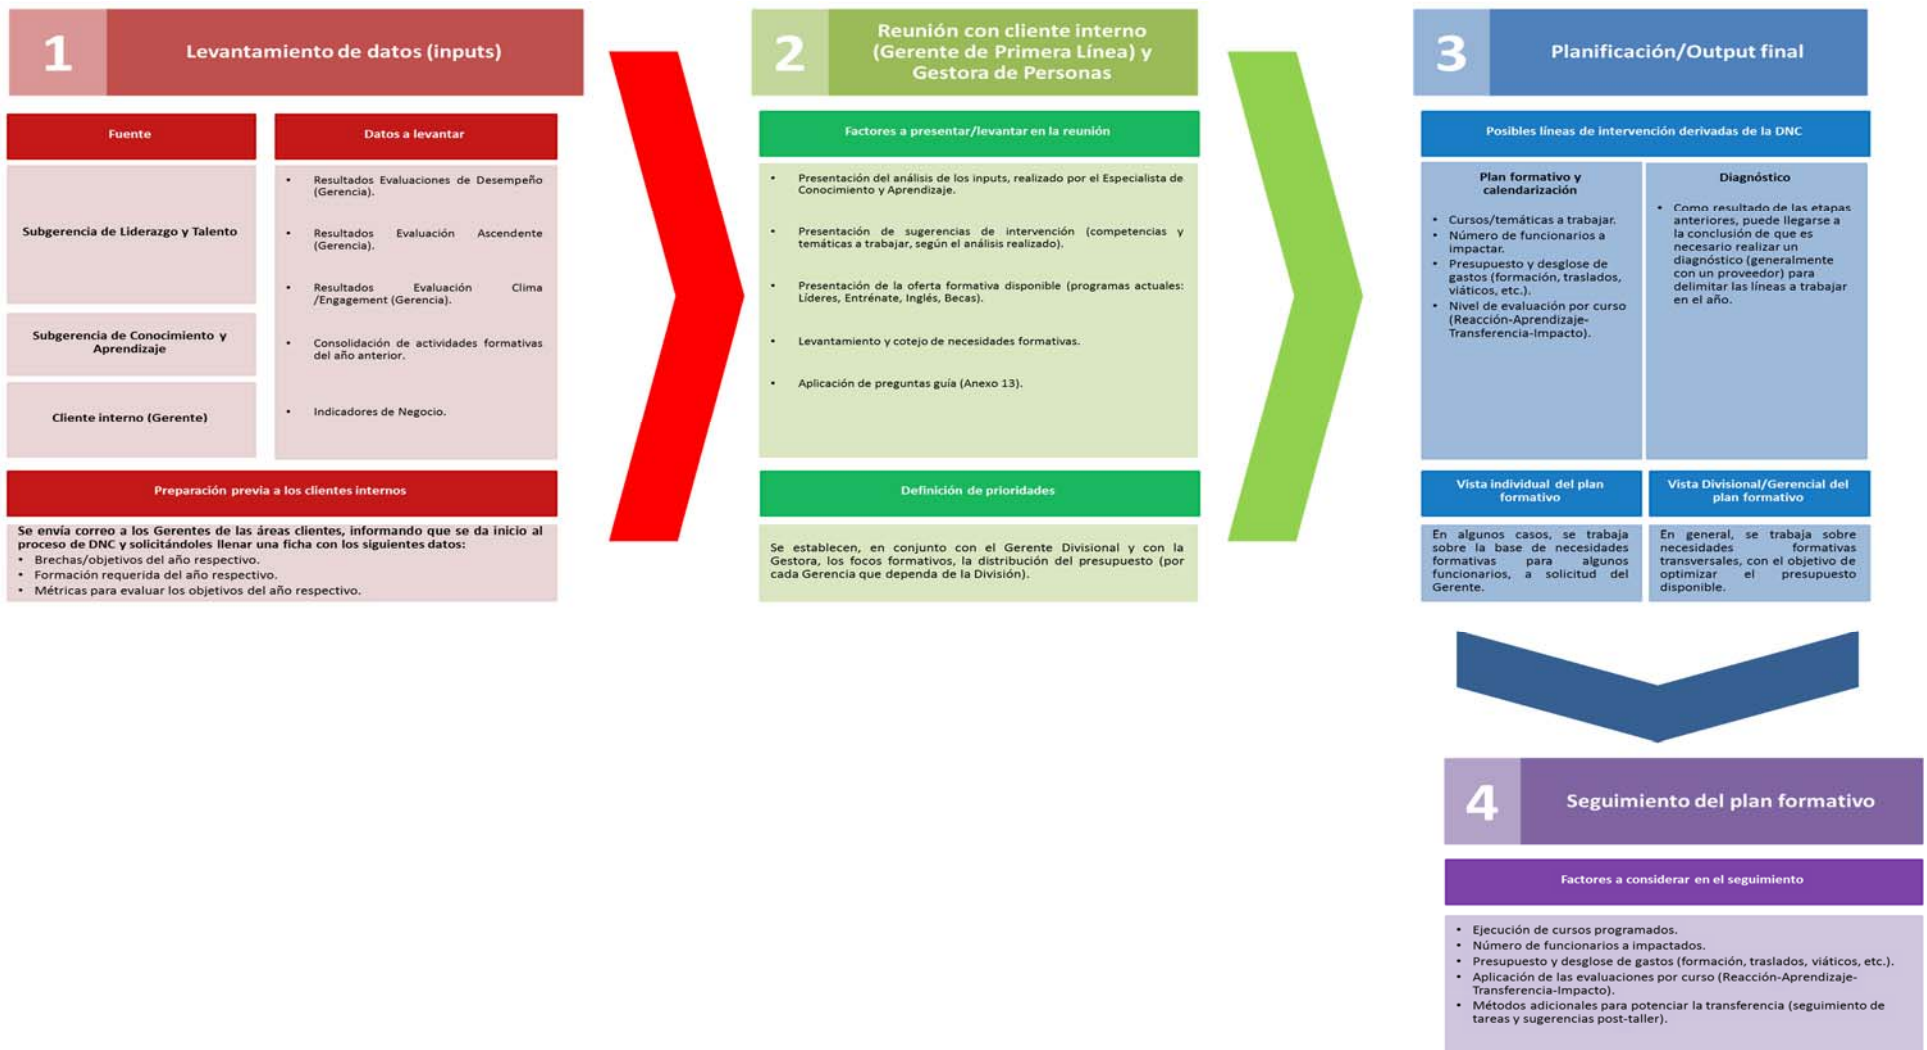 1
Levantamiento de datos (inputs)
Fuente
Datos a levantar
Subgerencia de Liderazgo y Talento
Subgerencia de Conocimiento y
Aprendizaje
Cliente interno (Gerente)
• Resultados Evaluaciones de Desempeño
(Gerencia).
• Resultados Evaluación Ascendente
(Gerencia).
• Resultados Evaluación Clima
/Engagement (Gerencia).
• Consolidación de actividades formativas
del año anterior.
• Indicadores de Negocio.
Preparación previa a los clientes internos
Se envía correo a los Gerentes de las áreas clientes, informando que se da inicio al
proceso de DNC y solicitándoles llenar una ficha con los siguientes datos:
• Brechas/objetivos del año respectivo.
• Formación requerida del año respectivo.
• Métricas para evaluar los objetivos del año respectivo.
2
Reunión con cliente interno
(Gerente de Primera Línea) y
Gestora de Personas
Factores a presentar/levantar en la reunión
• Presentación del análisis de los inputs, realizado por el Especialista de
Conocimiento y Aprendizaje.
• Presentación de sugerencias de intervención (competencias y
temáticas a trabajar, según el análisis realizado).
• Presentación de la oferta formativa disponible (programas actuales:
Líderes, Entrénate, Inglés, Becas).
• Levantamiento y cotejo de necesidades formativas.
• Aplicación de preguntas guía (Anexo 13).
Definición de prioridades
Se establecen, en conjunto con el Gerente Divisional y con la
Gestora, los focos formativos, la distribución del presupuesto (por
cada Gerencia que dependa de la División).
3
Planificación/Output final
Posibles líneas de intervención derivadas de la DNC
Plan formativo y
calendarización
• Cursos/temáticas a trabajar.
• Número de funcionarios a
impactar.
• Presupuesto y desglose de
gastos (formación, traslados,
viáticos, etc.).
• Nivel de evaluación por curso
(Reacción-Aprendizaje-
Transferencia-Impacto).
Diagnóstico
• Como resultado de las etapas
anteriores, puede llegarse a
la conclusión de que es
necesario realizar un
diagnóstico (generalmente
con un proveedor) para
delimitar las líneas a trabajar
en el año.
Vista individual del plan
formativo
En algunos casos, se trabaja
sobre la base de necesidades
formativas para algunos
funcionarios, a solicitud del
Gerente.
Vista Divisional/Gerencial del
plan formativo
En general, se trabaja sobre
necesidades formativas
transversales, con el objetivo de
optimizar el presupuesto
disponible.
4
Seguimiento del plan formativo
Factores a considerar en el seguimiento
• Ejecución de cursos programados.
• Número de funcionarios a impactados.
• Presupuesto y desglose de gastos (formación, traslados, viáticos, etc.).
• Aplicación de las evaluaciones por curso (Reacción-Aprendizaje-
Transferencia-Impacto).
• Métodos adicionales para potenciar la transferencia (seguimiento de
tareas y sugerencias post-taller).